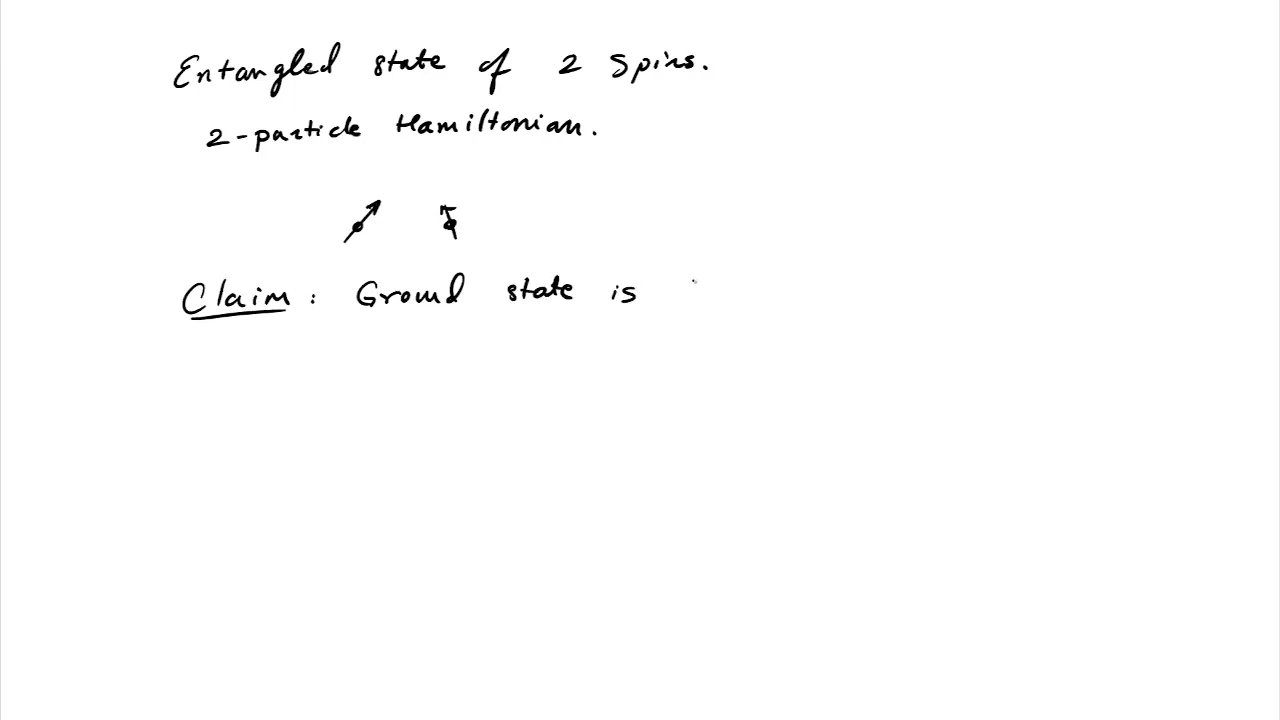 Entangled state of 2 Spins.
2-particle Hamiltonian.
Claim: Ground state is